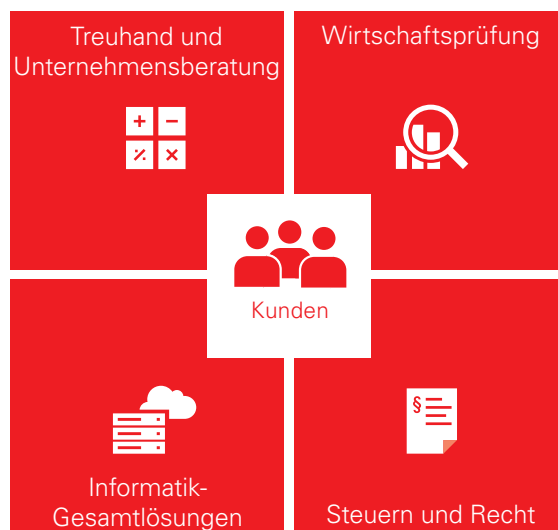 Treuhand und
Unternehmensberatung
Wirtschaftsprüfung
+ −
٪ ×
Kunden
§
Informatik-
Gesamtlösungen
Steuern und Recht